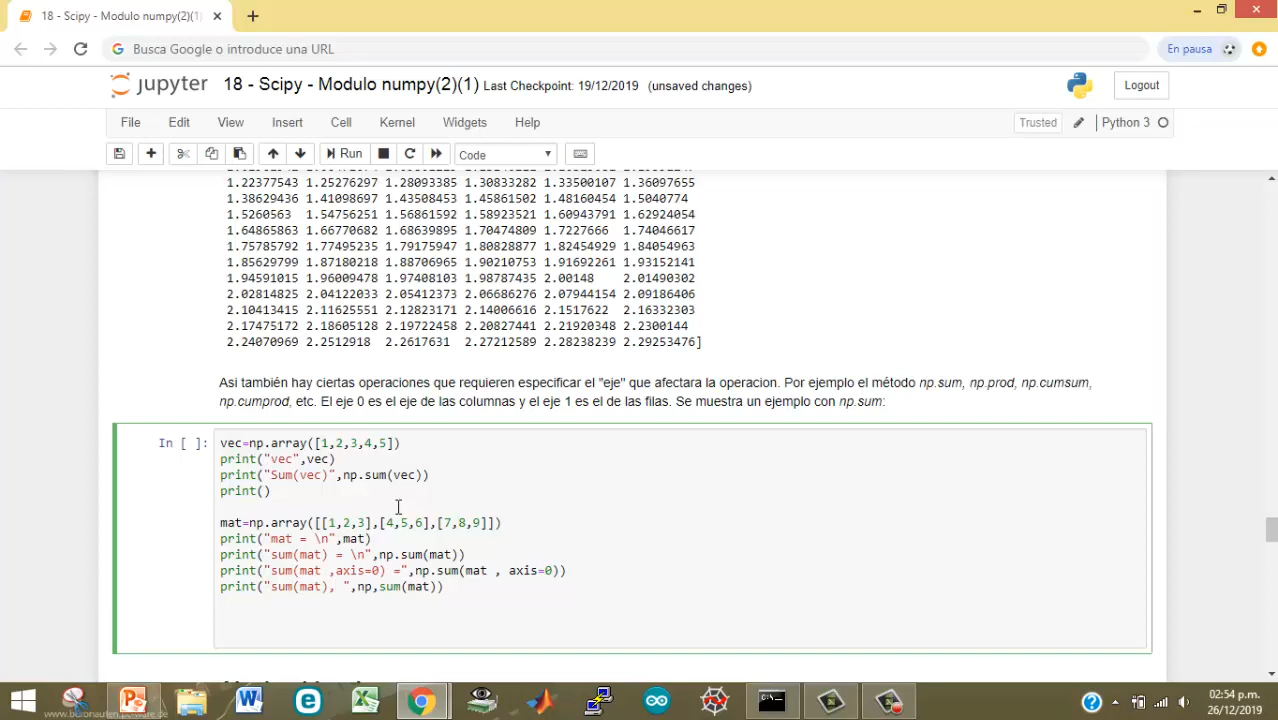 18 - Scipy - Modulo numpy(2)(1)
Busca Google o introduce una URL
En pausa
jupyter 18 - Scipy - Modulo numpy(2)(1) Last Checkpoint: 19/12/2019 (unsaved changes)
Logout
File Edit View Insert Cell Kernel Widgets Help
Trusted Python 3
Run Code
1.22377543 1.25276297 1.28093385 1.30833282 1.33500107 1.36097655
1.38629436 1.41098697 1.43508453 1.45861502 1.48160454 1.5040774
1.5260563 1.54756251 1.56861592 1.58923521 1.60943791 1.62924054
1.64865863 1.66770682 1.68639895 1.70474809 1.7227666 1.74046617
1.75785792 1.77495235 1.79175947 1.80828877 1.82454929 1.84054963
1.85629799 1.87180218 1.88706965 1.90210753 1.91692261 1.93152141
1.94591015 1.96009478 1.97408103 1.98787435 2.00148 2.01490302
2.02814825 2.04122033 2.05412373 2.06686276 2.07944154 2.09186406
2.10413415 2.11625551 2.12823171 2.14006616 2.1517622 2.16332303
2.17475172 2.18605128 2.19722458 2.20827441 2.21920348 2.2300144
2.24070969 2.2512918 2.2617631 2.27212589 2.28238239 2.29253476]
Asi también hay ciertas operaciones que requieren especificar el "eje" que afectara la operacion. Por ejemplo el método np.sum, np.prod, np.cumsum,
np.cumprod, etc. El eje 0 es el eje de las columnas y el eje 1 es el de las filas. Se muestra un ejemplo con np.sum:
In [ ]: vec=np.array([1,2,3,4,5])
print("vec",vec)
print("Sum(vec)",np.sum(vec))
print()
mat=np.array([[1,2,3],[4,5,6],[7,8,9]])
print("mat = \n",mat)
print("sum(mat) = \n",np.sum(mat))
print("sum(mat ,axis=0) =",np.sum(mat , axis=0))
print("sum(mat), ",np,sum(mat))
02:54 p.m.
26/12/2019